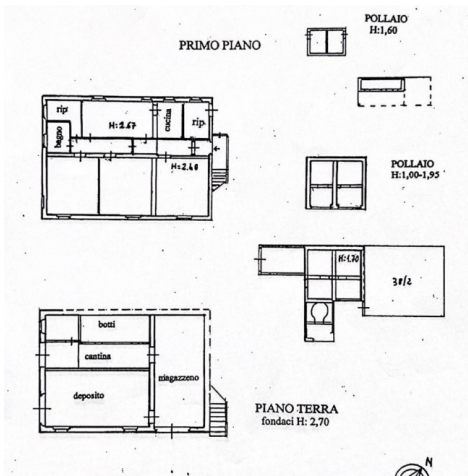 POLLAIO
H:1,60
PRIMO PIANO
rip
H:2.67
cucina
rip.
bagno
H=2.40
POLLAIO
H:1,00-1,95
H:1.70
38/2
botti
cantina
magazzeno
deposito
PIANO TERRA
fondaci H: 2,70
N